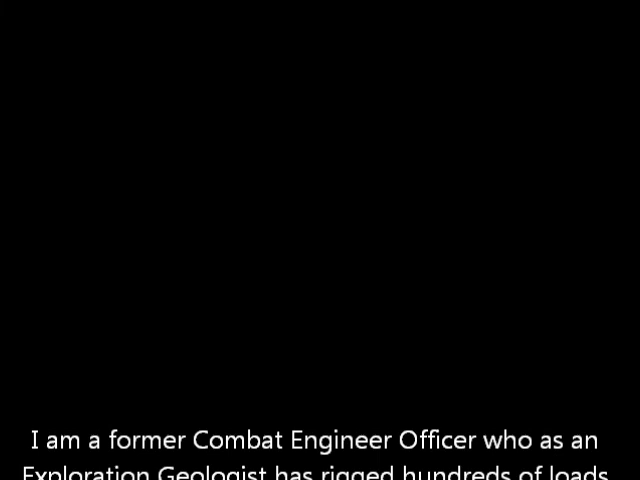 I am a former Combat Engineer Officer who as an
Exploration Geologist has rigged hundreds of loads